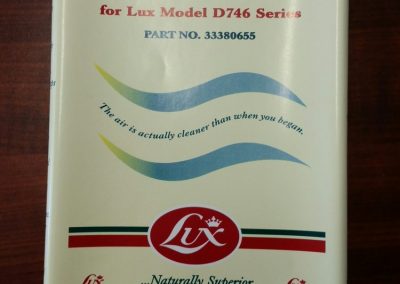 for Lux Model D746 Series
PART NO. 33380655
The air is actually cleaner than when you began.
Lux
...Naturally Superior
Lux